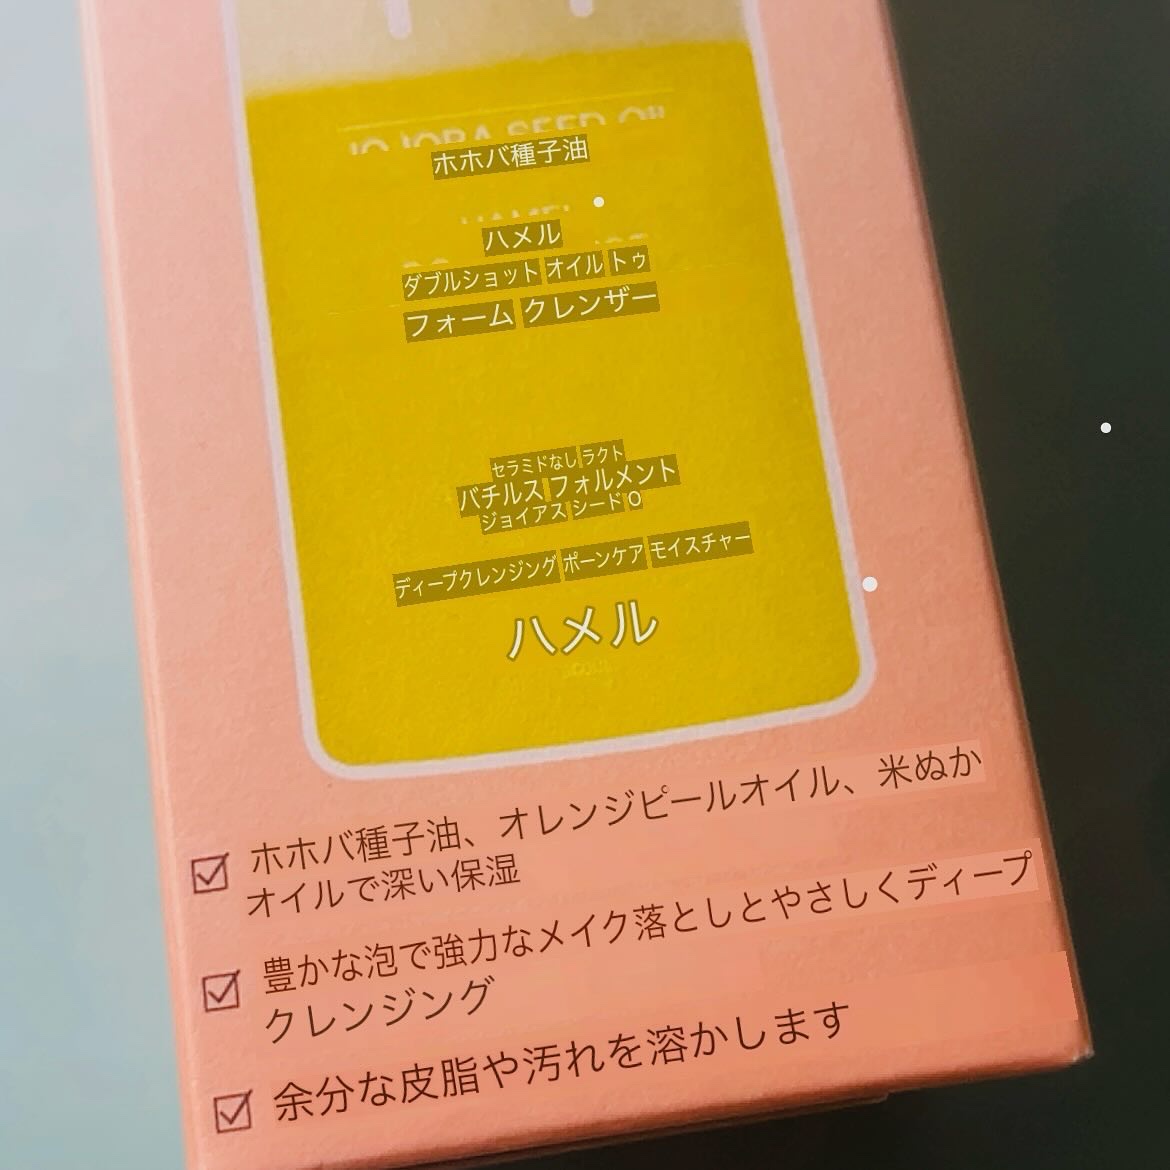 JOJOBA SEED OIL
ホホバ種子油
ハメル
ダブルショット オイル トゥ
フォーム クレンザー
セラミドなし ラクト
バチルス フォルメント
ジョイアス シード O
ディープクレンジング ポーンケア モイスチャー
ハメル
ホホバ種子油、オレンジピールオイル、米ぬか
オイルで深い保湿
豊かな泡で強力なメイク落としとやさしくディープ
クレンジング
余分な皮脂や汚れを溶かします